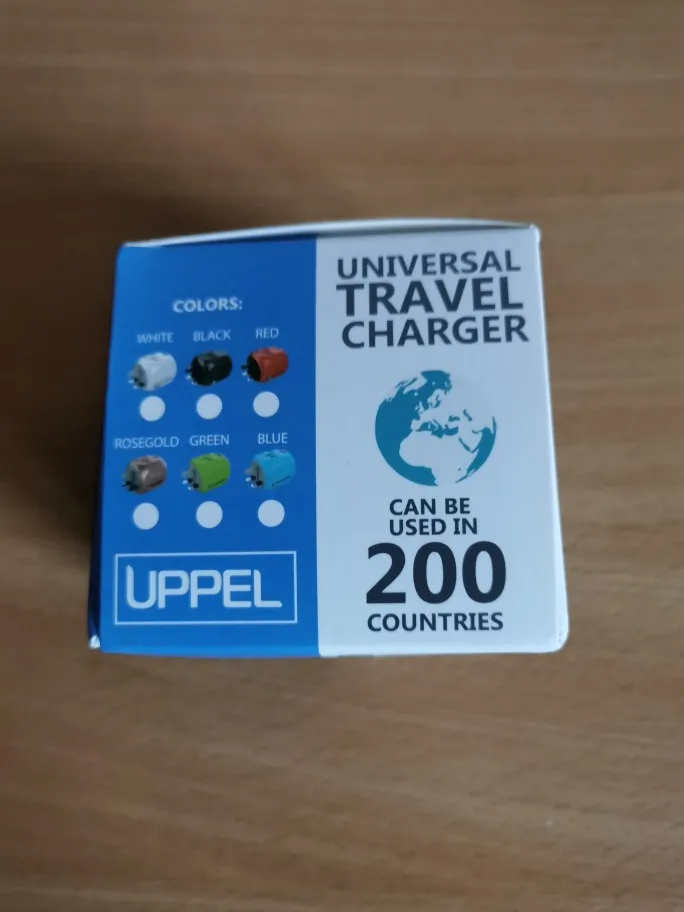 COLORS:
WHITE BLACK RED
ROSEGOLD GREEN BLUE
UPPEL
UNIVERSAL
TRAVEL
CHARGER
CAN BE
USED IN
200
COUNTRIES